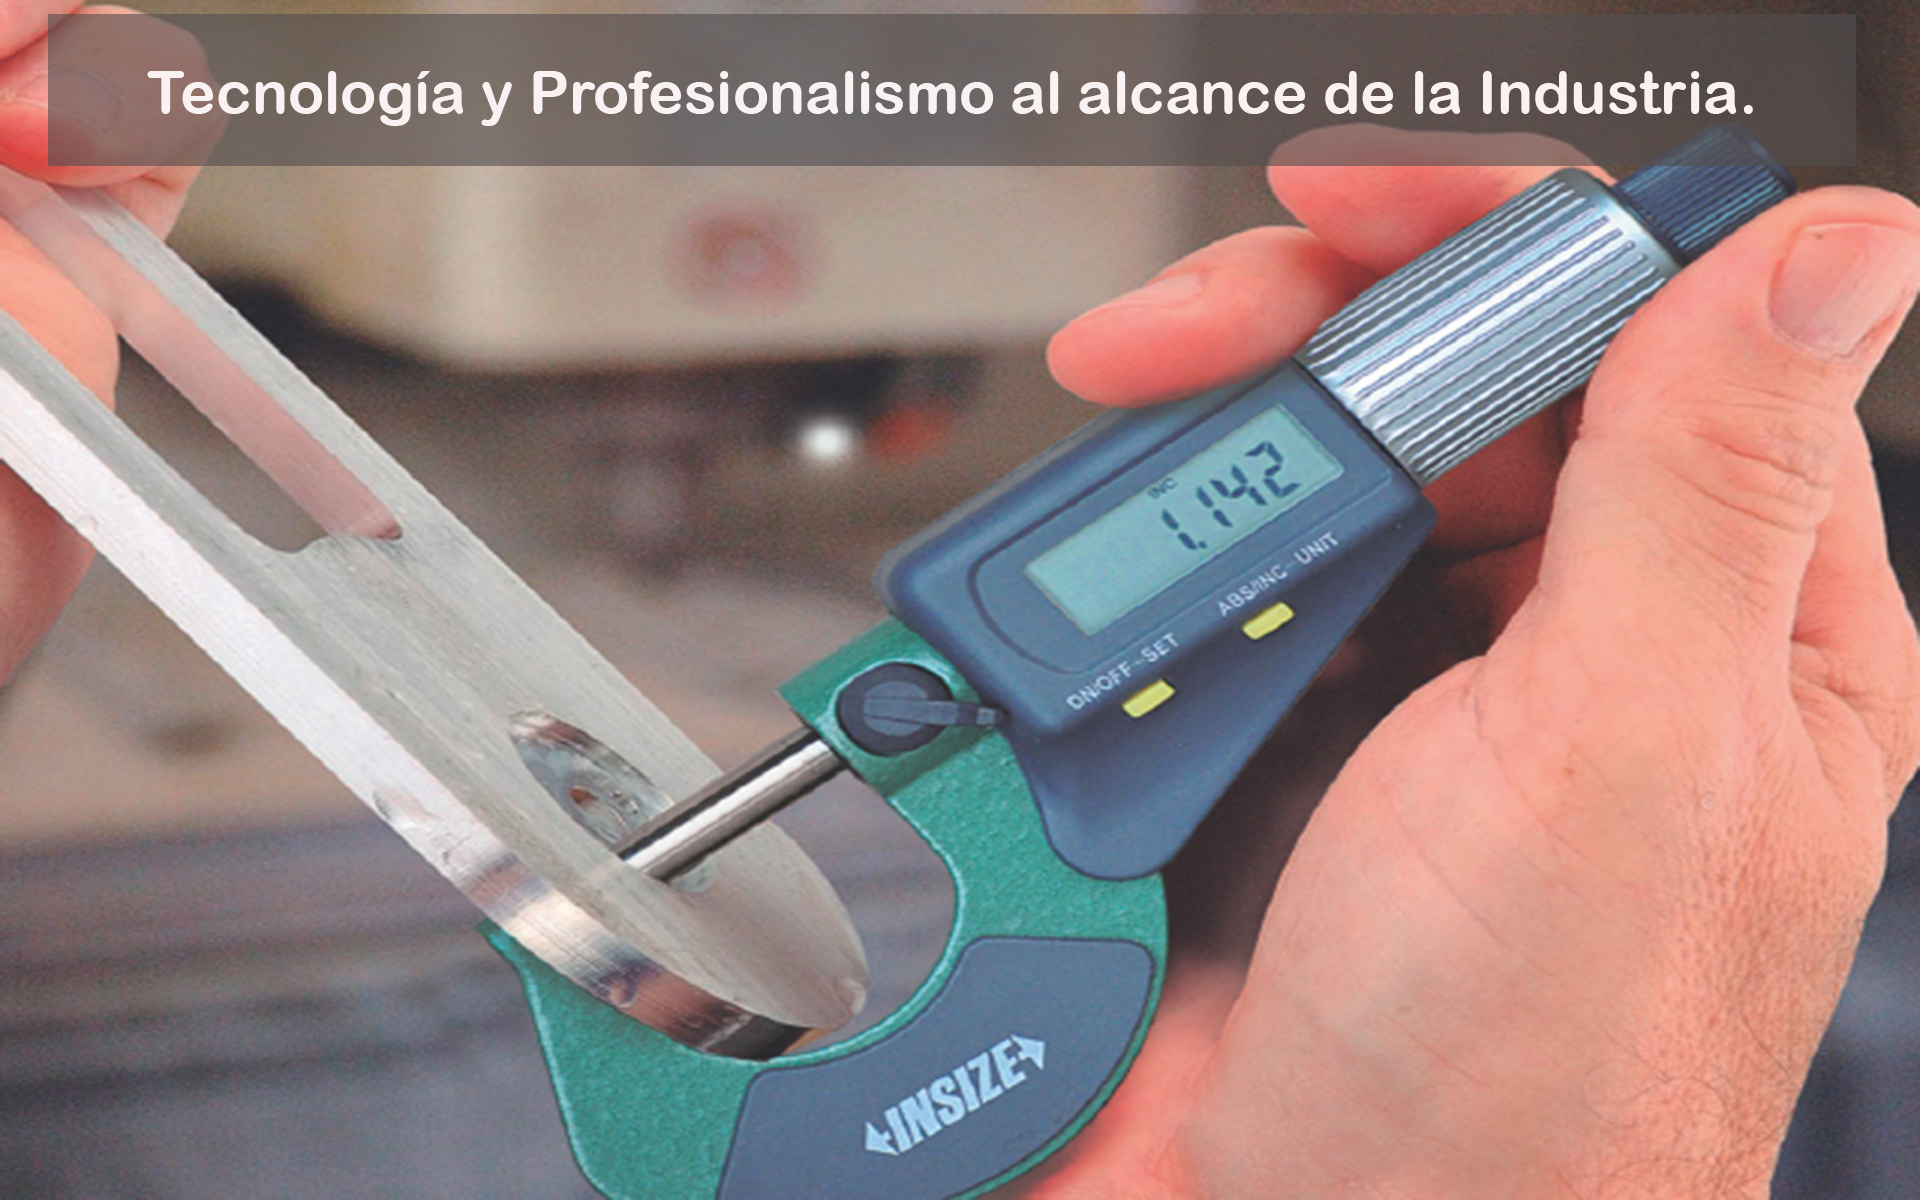 Tecnología y Profesionalismo al alcance de la Industria.
INC
1.142
ABS/INC-UNIT
ON/OFF-SET
INSIZE